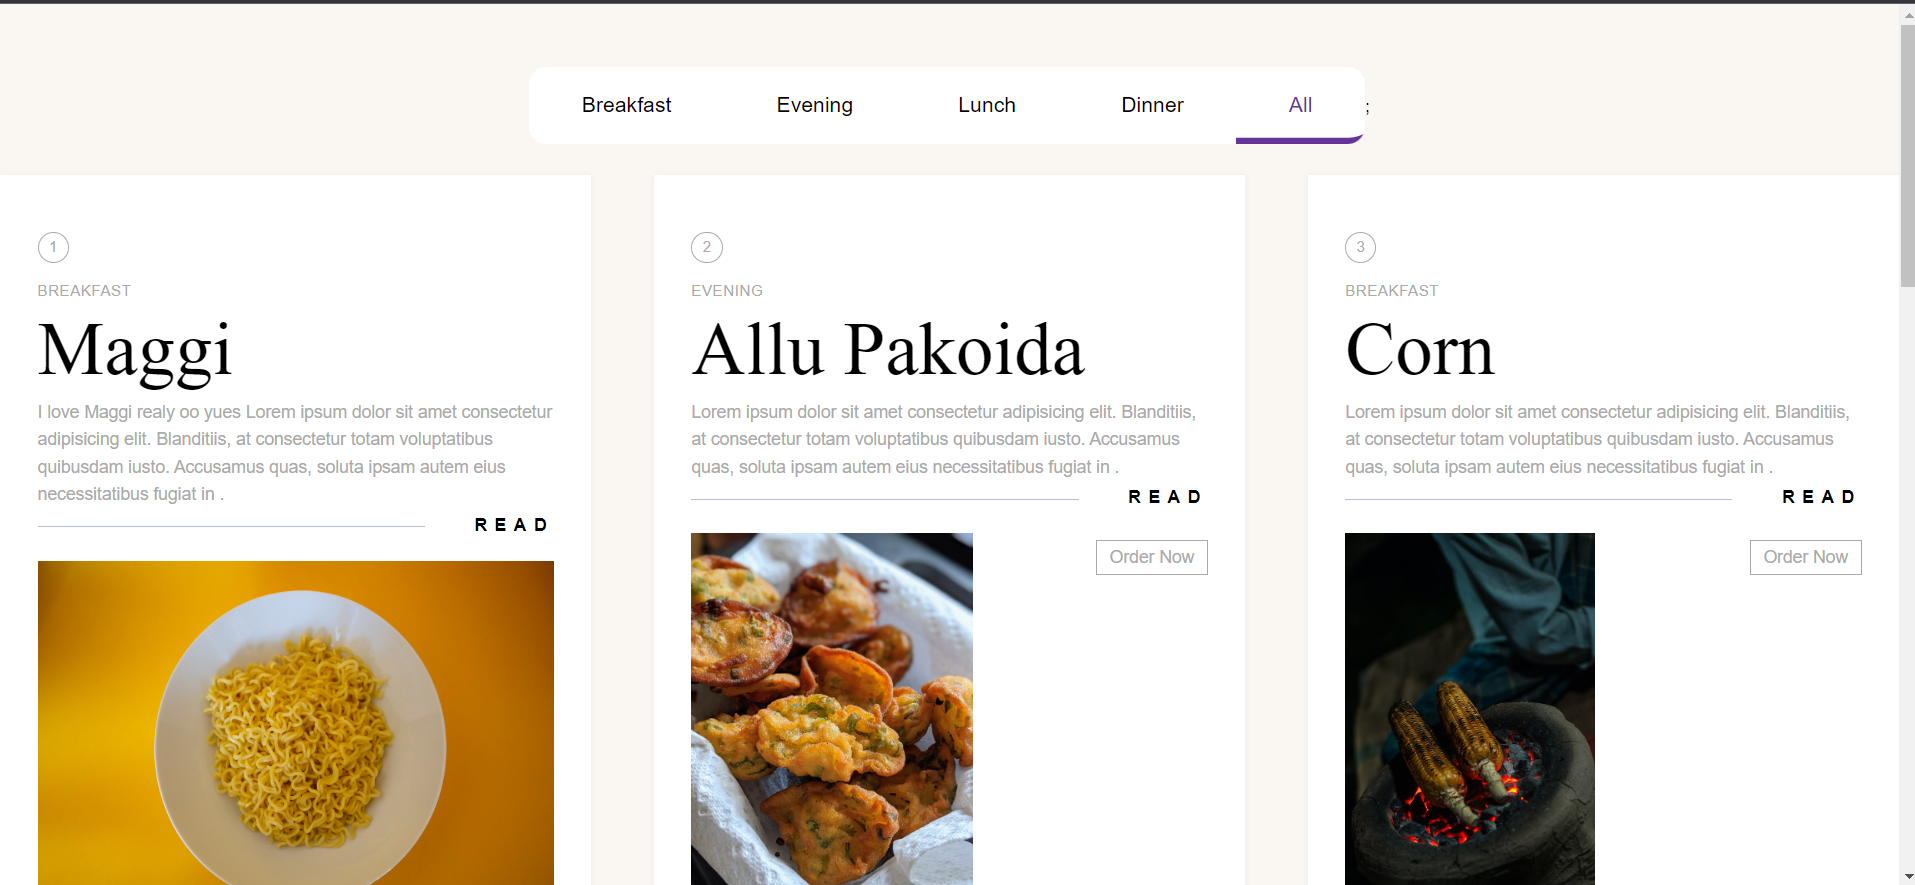 Breakfast Evening Lunch Dinner All ;
1
BREAKFAST
Maggi
I love Maggi realy oo yues Lorem ipsum dolor sit amet consectetur
adipisicing elit. Blanditiis, at consectetur totam voluptatibus
quibusdam iusto. Accusamus quas, soluta ipsam autem eius
necessitatibus fugiat in .
READ
2
EVENING
Allu Pakoida
Lorem ipsum dolor sit amet consectetur adipisicing elit. Blanditiis,
at consectetur totam voluptatibus quibusdam iusto. Accusamus
quas, soluta ipsam autem eius necessitatibus fugiat in .
READ
Order Now
3
BREAKFAST
Corn
Lorem ipsum dolor sit amet consectetur adipisicing elit. Blanditiis,
at consectetur totam voluptatibus quibusdam iusto. Accusamus
quas, soluta ipsam autem eius necessitatibus fugiat in .
READ
Order Now